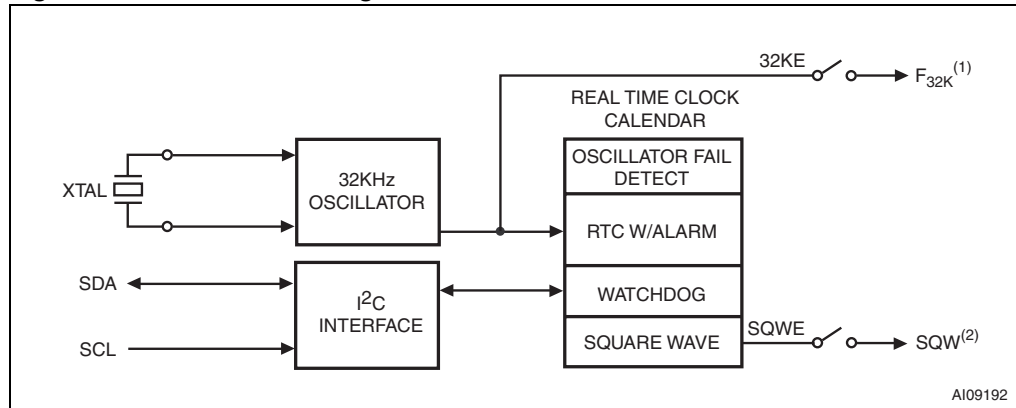 32KE
F32K(1)
REAL TIME CLOCK
CALENDAR
OSCILLATOR FAIL
DETECT
XTAL
32KHz
OSCILLATOR
RTC W/ALARM
SDA
I2C
INTERFACE
WATCHDOG
SCL
SQUARE WAVE
SQWE
SQW(2)
AI09192